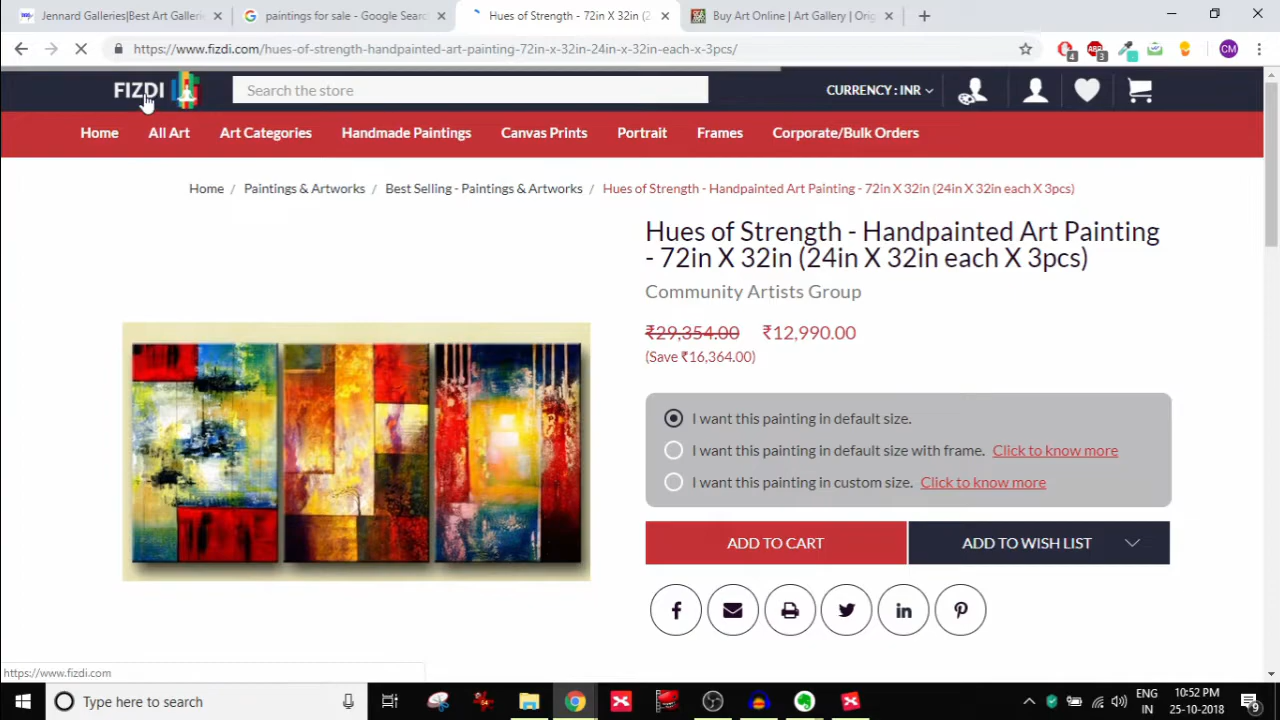 Jennard Galleries|Best Art Gallerie
paintings for sale - Google Searc
Hues of Strength - 72in X 32in (2
Buy Art Online | Art Gallery | Orig
https://www.fizdi.com/hues-of-strength-handpainted-art-painting-72in-x-32in-24in-x-32in-each-x-3pcs/
4
3
CM
FIZDI
Search the store
CURRENCY : INR
Home All Art Art Categories Handmade Paintings Canvas Prints Portrait Frames Corporate/Bulk Orders
Home / Paintings & Artworks / Best Selling - Paintings & Artworks / Hues of Strength - Handpainted Art Painting - 72in X 32in (24in X 32in each X 3pcs)
Hues of Strength - Handpainted Art Painting
- 72in X 32in (24in X 32in each X 3pcs)
Community Artists Group
₹29,354.00 ₹12,990.00
(Save ₹16,364.00)
I want this painting in default size.
I want this painting in default size with frame. Click to know more
I want this painting in custom size. Click to know more
ADD TO CART
ADD TO WISH LIST
https://www.fizdi.com
Type here to search
ENG
IN
10:52 PM
25-10-2018
9